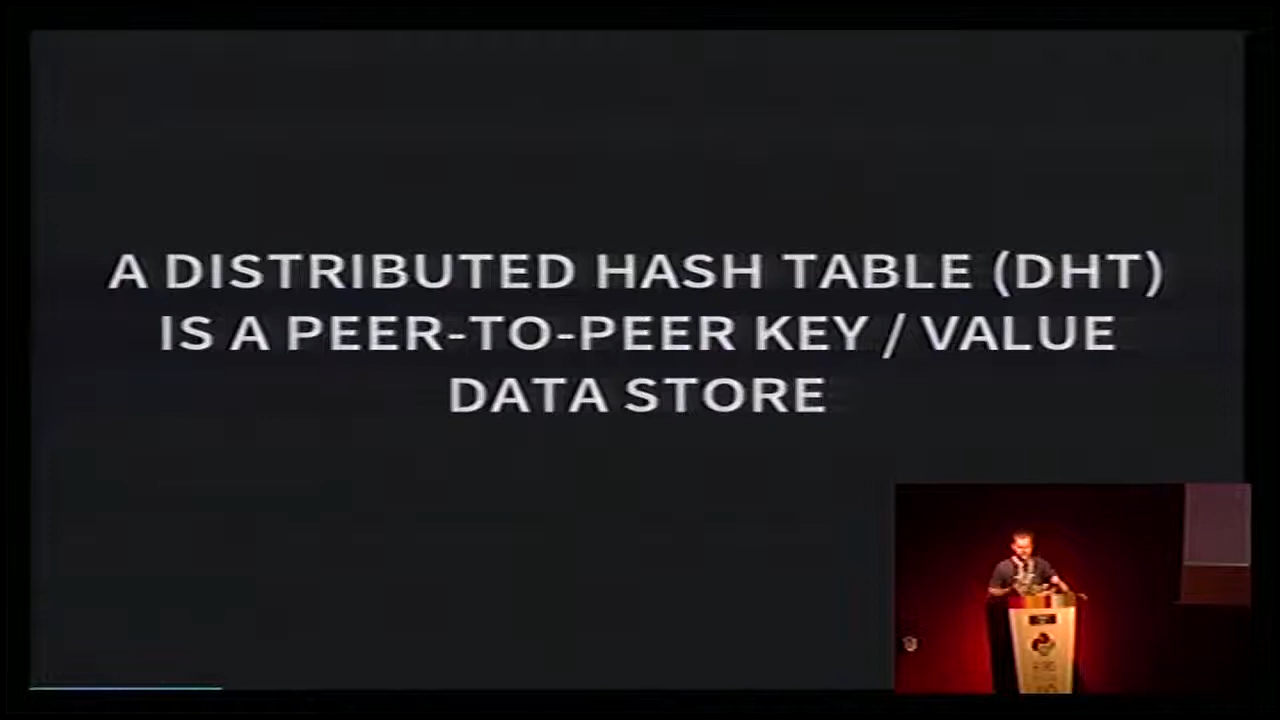 A DISTRIBUTED HASH TABLE (DHT)
IS A PEER-TO-PEER KEY / VALUE
DATA STORE